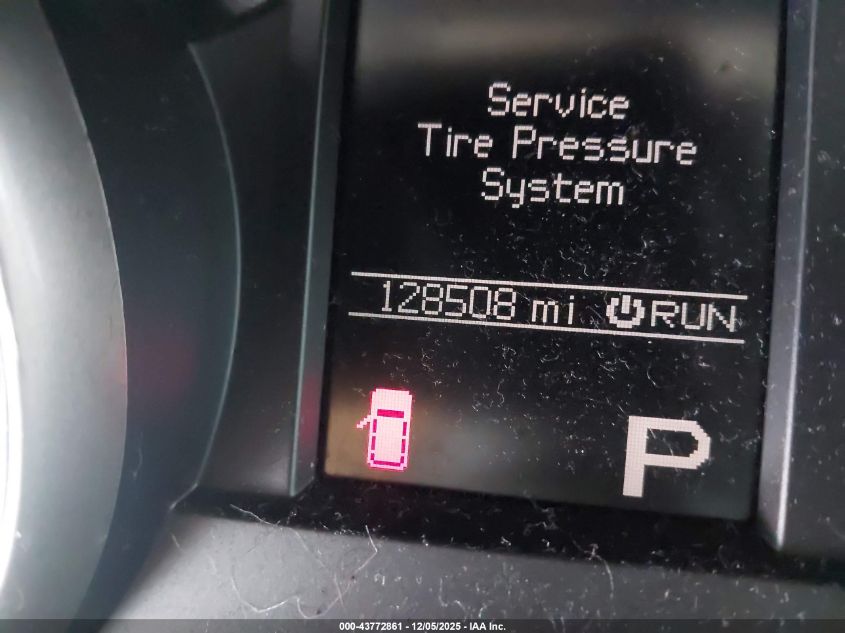 Service
Tire Pressure
System
128508 mi RUN
P
000-43772861 - 12/05/2025 - IAA Inc.